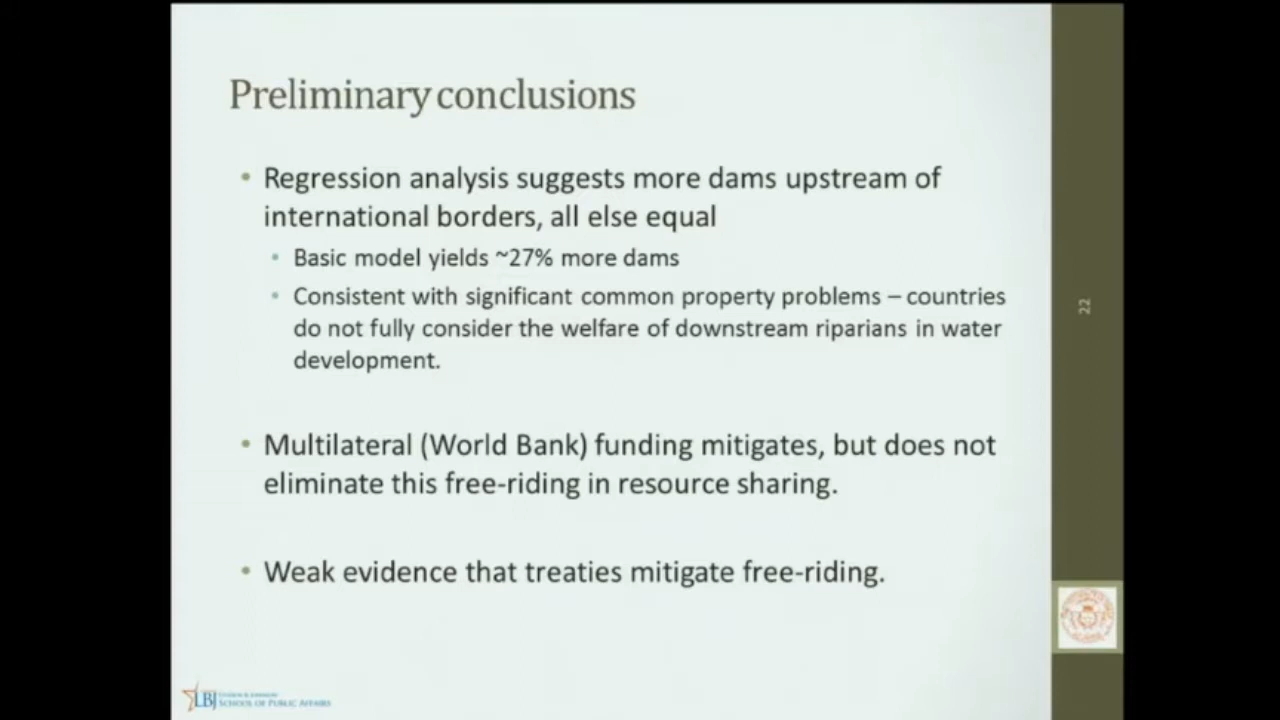 Preliminary conclusions
• Regression analysis suggests more dams upstream of
international borders, all else equal
• Basic model yields ~27% more dams
• Consistent with significant common property problems – countries
do not fully consider the welfare of downstream riparians in water
development.
• Multilateral (World Bank) funding mitigates, but does not
eliminate this free-riding in resource sharing.
• Weak evidence that treaties mitigate free-riding.
22
LBJ
SCHOOL OF PUBLIC AFFAIRS